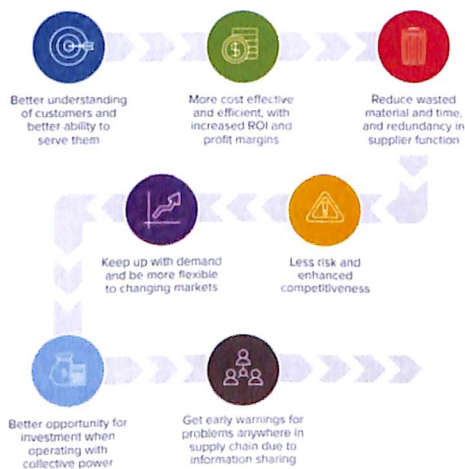 Better understanding
of customers and
better ability to
serve them
More cost effective
and efficient, with
increased ROI and
profit margins
Reduce wasted
material and time,
and redundancy in
supplier function
Less risk and
enhanced
competitiveness
Keep up with demand
and be more flexible
to changing markets
Better opportunity for
investment when
operating with
collective power
Get early warnings for
problems anywhere in
supply chain due to
information sharing